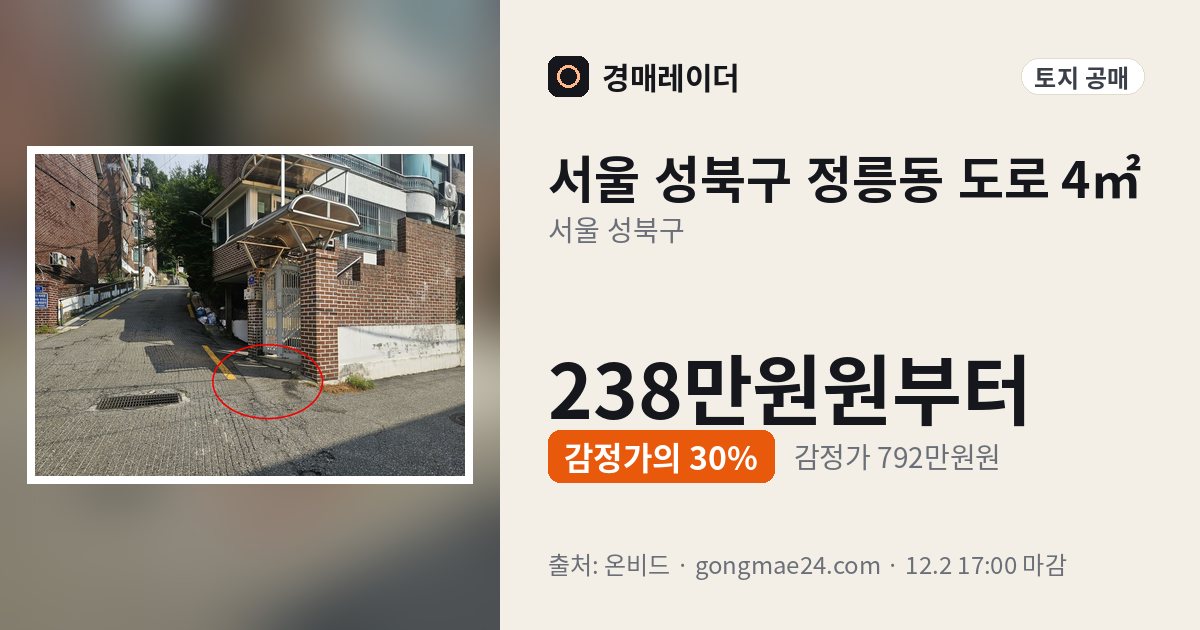 경매레이더
토지 공매
서울 성북구 정릉동 도로 4㎡
서울 성북구
238만원원부터
감정가의 30%
감정가 792만원원
출처: 온비드 · gongmae24.com · 12.2 17:00 마감